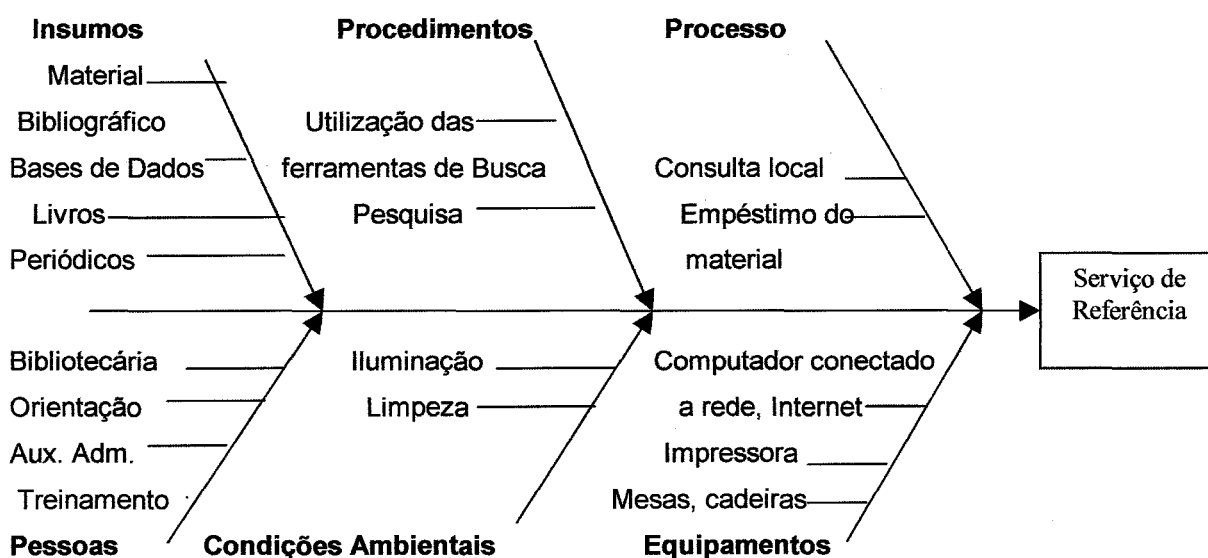 Insumos
Procedimentos
Processo
Material
Bibliográfico
Bases de Dados
Livros
Periódicos
Utilização das
ferramentas de Busca
Pesquisa
Consulta local
Empéstimo do
material
Serviço de
Referência
Bibliotecária
Orientação
Aux. Adm.
Treinamento
Pessoas
Iluminação
Limpeza
Condições Ambientais
Computador conectado
a rede, Internet
Impressora
Mesas, cadeiras
Equipamentos